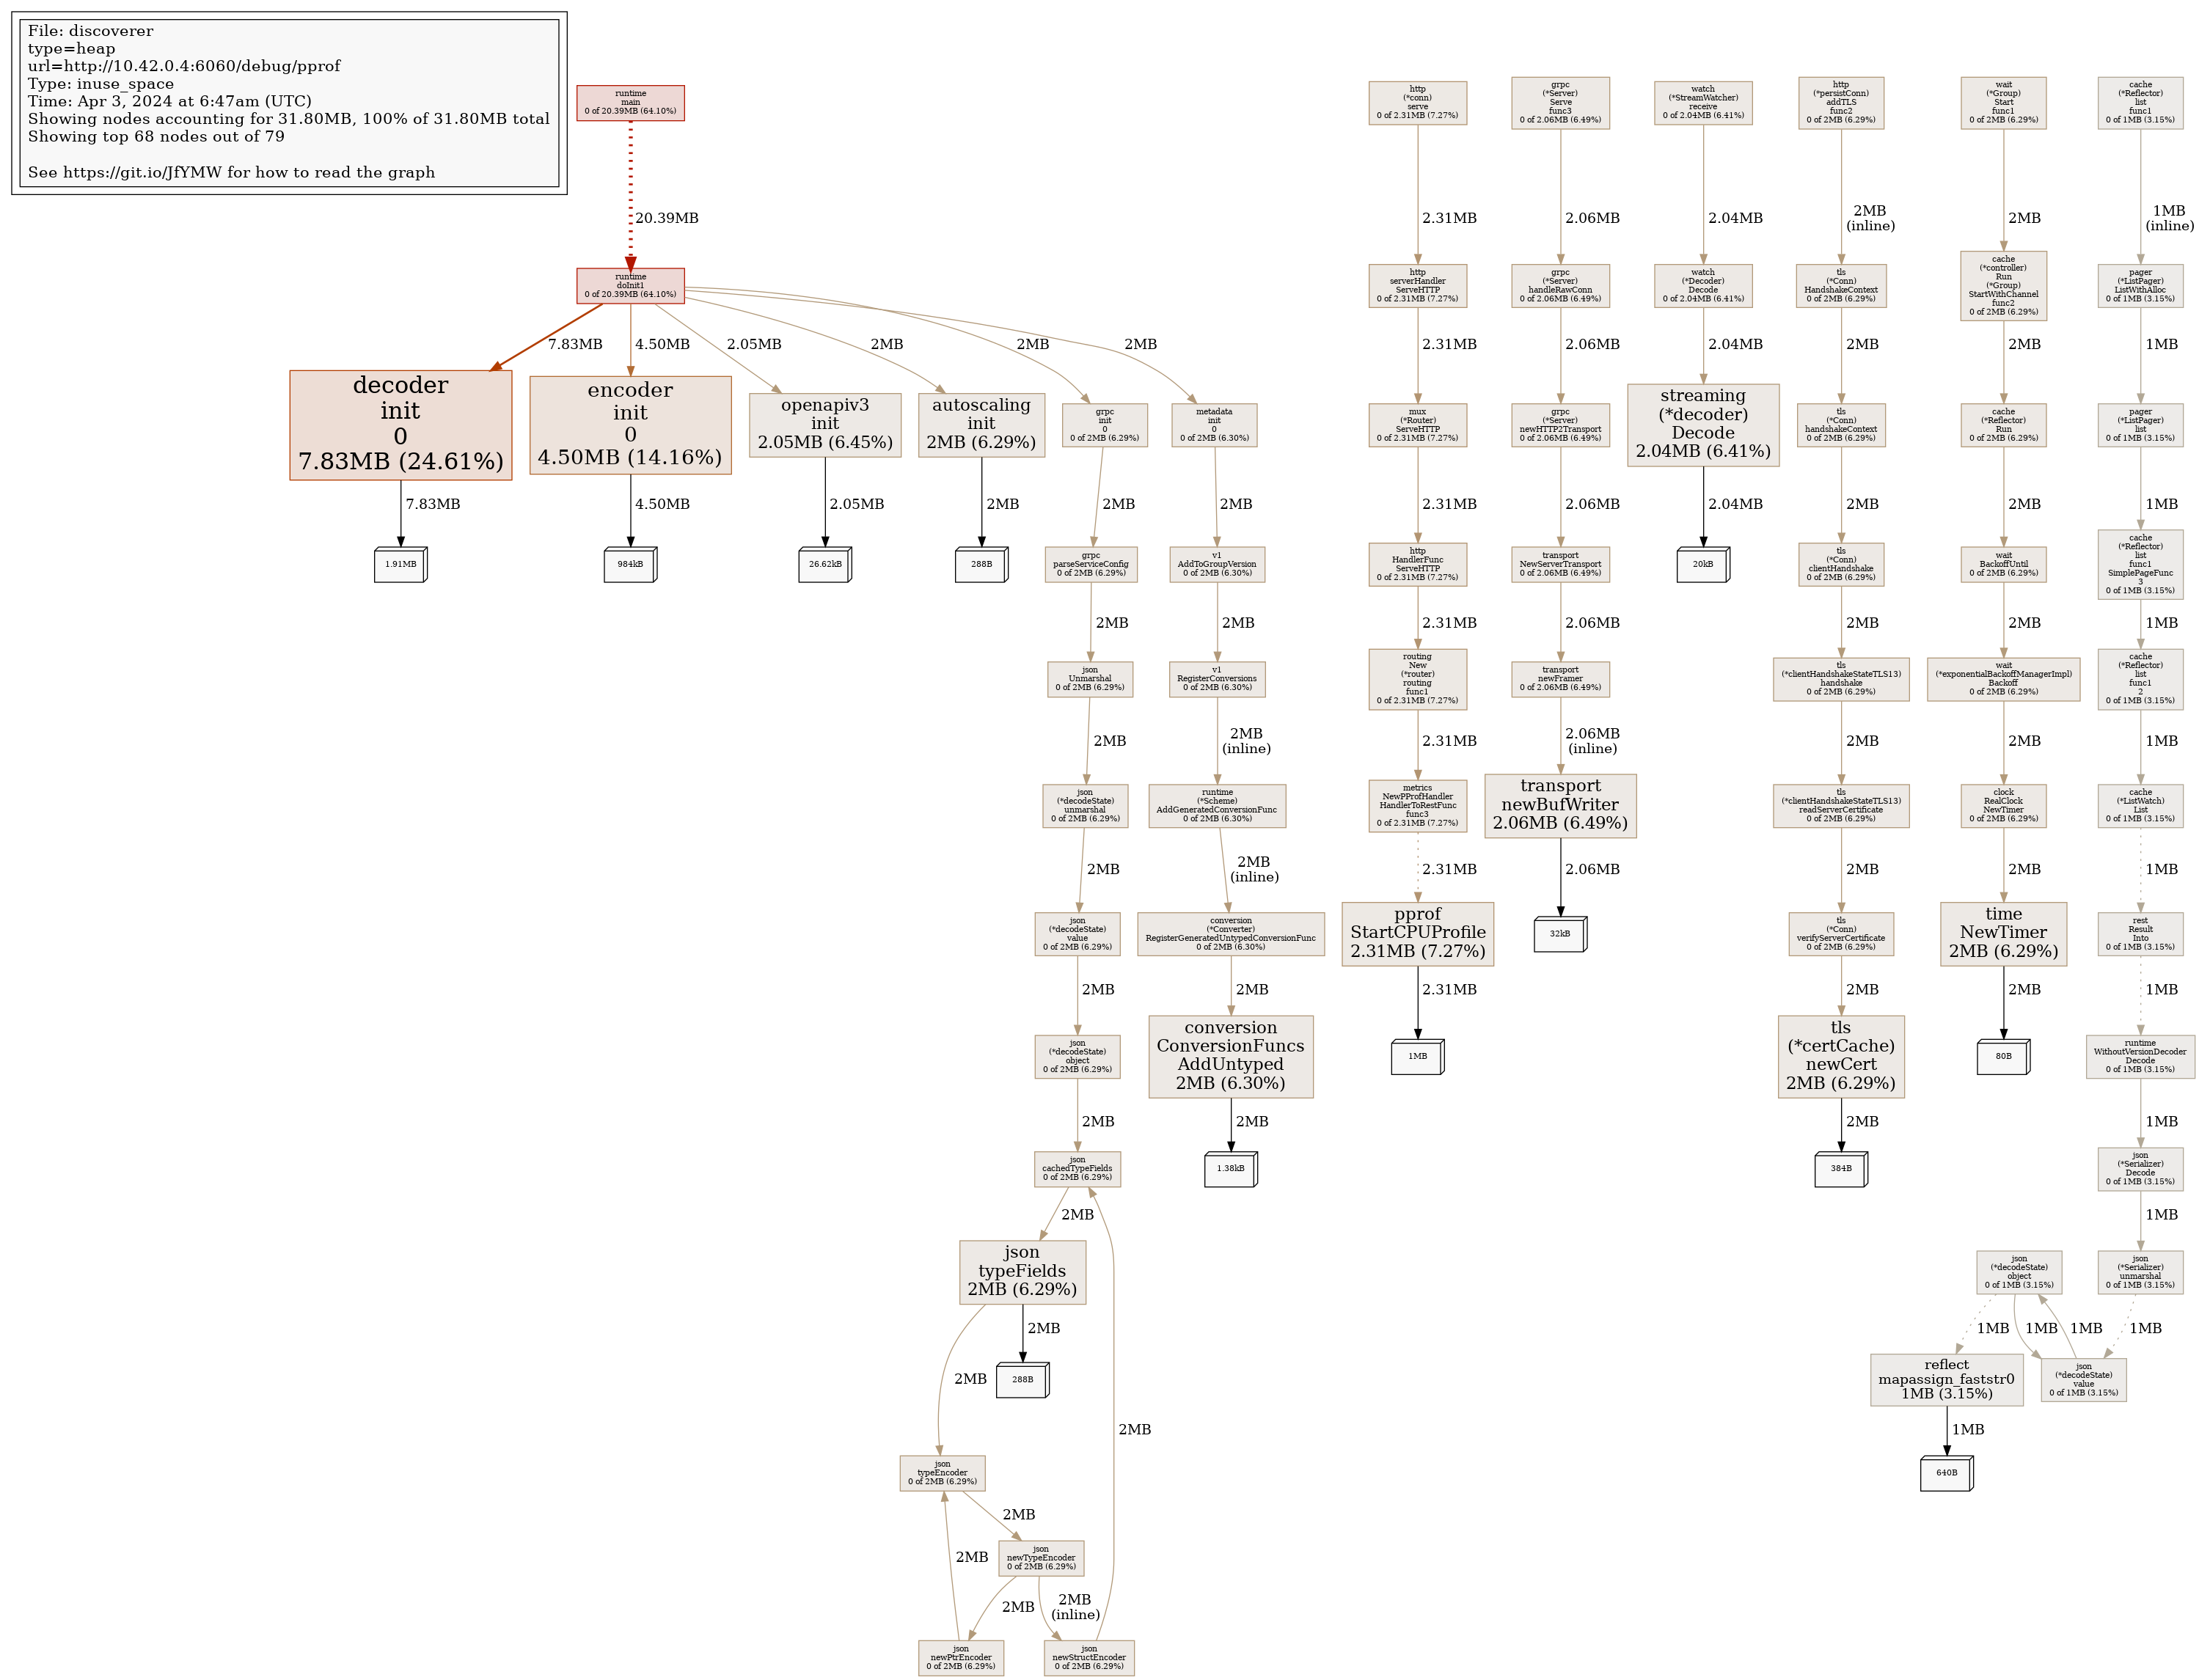 File: discoverer
type=heap
url=http://10.42.0.4:6060/debug/pprof
Type: inuse_space
Time: Apr 3, 2024 at 6:47am (UTC)
Showing nodes accounting for 31.80MB, 100% of 31.80MB total
Showing top 68 nodes out of 79
See https://git.io/JfYMW for how to read the graph
runtime
main
0 of 20.39MB (64.10%)
20.39MB
runtime
doInit1
0 of 20.39MB (64.10%)
7.83MB
4.50MB
2.05MB
2MB
2MB
2MB
decoder
init
0
7.83MB (24.61%)
7.83MB
1.91MB
encoder
init
0
4.50MB (14.16%)
4.50MB
984kB
openapiv3
init
2.05MB (6.45%)
2.05MB
26.62kB
autoscaling
init
2MB (6.29%)
2MB
288B
grpc
init
0
0 of 2MB (6.29%)
2MB
grpc
parseServiceConfig
0 of 2MB (6.29%)
2MB
json
Unmarshal
0 of 2MB (6.29%)
2MB
json
(*decodeState)
unmarshal
0 of 2MB (6.29%)
2MB
json
(*decodeState)
value
0 of 2MB (6.29%)
2MB
json
(*decodeState)
object
0 of 2MB (6.29%)
2MB
json
cachedTypeFields
0 of 2MB (6.29%)
2MB
json
typeFields
2MB (6.29%)
2MB
288B
2MB
json
typeEncoder
0 of 2MB (6.29%)
2MB
json
newTypeEncoder
0 of 2MB (6.29%)
2MB
2MB
2MB
(inline)
json
newPtrEncoder
0 of 2MB (6.29%)
json
newStructEncoder
0 of 2MB (6.29%)
2MB
metadata
init
0
0 of 2MB (6.30%)
2MB
v1
AddToGroupVersion
0 of 2MB (6.30%)
2MB
v1
RegisterConversions
0 of 2MB (6.30%)
2MB
(inline)
runtime
(*Scheme)
AddGeneratedConversionFunc
0 of 2MB (6.30%)
2MB
(inline)
conversion
(*Converter)
RegisterGeneratedUntypedConversionFunc
0 of 2MB (6.30%)
2MB
conversion
ConversionFuncs
AddUntyped
2MB (6.30%)
2MB
1.38kB
http
(*conn)
serve
0 of 2.31MB (7.27%)
2.31MB
http
serverHandler
ServeHTTP
0 of 2.31MB (7.27%)
2.31MB
mux
(*Router)
ServeHTTP
0 of 2.31MB (7.27%)
2.31MB
http
HandlerFunc
ServeHTTP
0 of 2.31MB (7.27%)
2.31MB
routing
New
(*router)
routing
func1
0 of 2.31MB (7.27%)
2.31MB
metrics
NewPProfHandler
HandlerToRestFunc
func3
0 of 2.31MB (7.27%)
2.31MB
pprof
StartCPUProfile
2.31MB (7.27%)
2.31MB
1MB
grpc
(*Server)
Serve
func3
0 of 2.06MB (6.49%)
2.06MB
grpc
(*Server)
handleRawConn
0 of 2.06MB (6.49%)
2.06MB
grpc
(*Server)
newHTTP2Transport
0 of 2.06MB (6.49%)
2.06MB
transport
NewServerTransport
0 of 2.06MB (6.49%)
2.06MB
transport
newFramer
0 of 2.06MB (6.49%)
2.06MB
(inline)
transport
newBufWriter
2.06MB (6.49%)
2.06MB
32kB
watch
(*StreamWatcher)
receive
0 of 2.04MB (6.41%)
2.04MB
watch
(*Decoder)
Decode
0 of 2.04MB (6.41%)
2.04MB
streaming
(*decoder)
Decode
2.04MB (6.41%)
2.04MB
20kB
http
(*persistConn)
addTLS
func2
0 of 2MB (6.29%)
2MB
(inline)
tls
(*Conn)
HandshakeContext
0 of 2MB (6.29%)
2MB
tls
(*Conn)
handshakeContext
0 of 2MB (6.29%)
2MB
tls
(*Conn)
clientHandshake
0 of 2MB (6.29%)
2MB
tls
(*clientHandshakeStateTLS13)
handshake
0 of 2MB (6.29%)
2MB
tls
(*clientHandshakeStateTLS13)
readServerCertificate
0 of 2MB (6.29%)
2MB
tls
(*Conn)
verifyServerCertificate
0 of 2MB (6.29%)
2MB
tls
(*certCache)
newCert
2MB (6.29%)
2MB
384B
wait
(*Group)
Start
func1
0 of 2MB (6.29%)
2MB
cache
(*controller)
Run
(*Group)
StartWithChannel
func2
0 of 2MB (6.29%)
2MB
cache
(*Reflector)
Run
0 of 2MB (6.29%)
2MB
wait
BackoffUntil
0 of 2MB (6.29%)
2MB
wait
(*exponentialBackoffManagerImpl)
Backoff
0 of 2MB (6.29%)
2MB
clock
RealClock
NewTimer
0 of 2MB (6.29%)
2MB
time
NewTimer
2MB (6.29%)
2MB
80B
cache
(*Reflector)
list
func1
0 of 1MB (3.15%)
1MB
(inline)
pager
(*ListPager)
ListWithAlloc
0 of 1MB (3.15%)
1MB
pager
(*ListPager)
list
0 of 1MB (3.15%)
1MB
cache
(*Reflector)
list
func1
SimplePageFunc
3
0 of 1MB (3.15%)
1MB
cache
(*Reflector)
list
func1
2
0 of 1MB (3.15%)
1MB
cache
(*ListWatch)
List
0 of 1MB (3.15%)
1MB
rest
Result
Into
0 of 1MB (3.15%)
1MB
runtime
WithoutVersionDecoder
Decode
0 of 1MB (3.15%)
1MB
json
(*Serializer)
Decode
0 of 1MB (3.15%)
1MB
json
(*Serializer)
unmarshal
0 of 1MB (3.15%)
1MB
json
(*decodeState)
object
0 of 1MB (3.15%)
1MB
1MB
1MB
json
(*decodeState)
value
0 of 1MB (3.15%)
reflect
mapassign_faststr0
1MB (3.15%)
1MB
640B